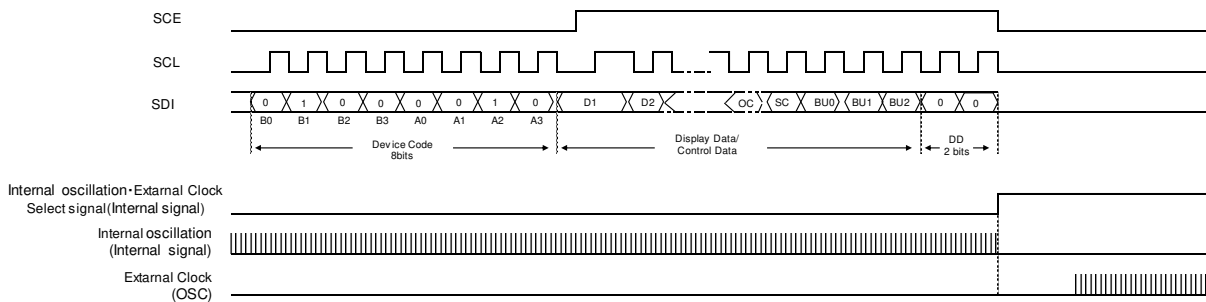 SCE
SCL
SDI
0 1 0 0 0 0 1 0 D1 D2 OC SC BU0 BU1 BU2 0 0
B0 B1 B2 B3 A0 A1 A2 A3
Device Code
8bits
Display Data/
Control Data
DD
2 bits
Internal oscillation・Extarnal Clock
Select signal(Internal signal)
Internal oscillation
(Internal signal)
Extarnal Clock
(OSC)